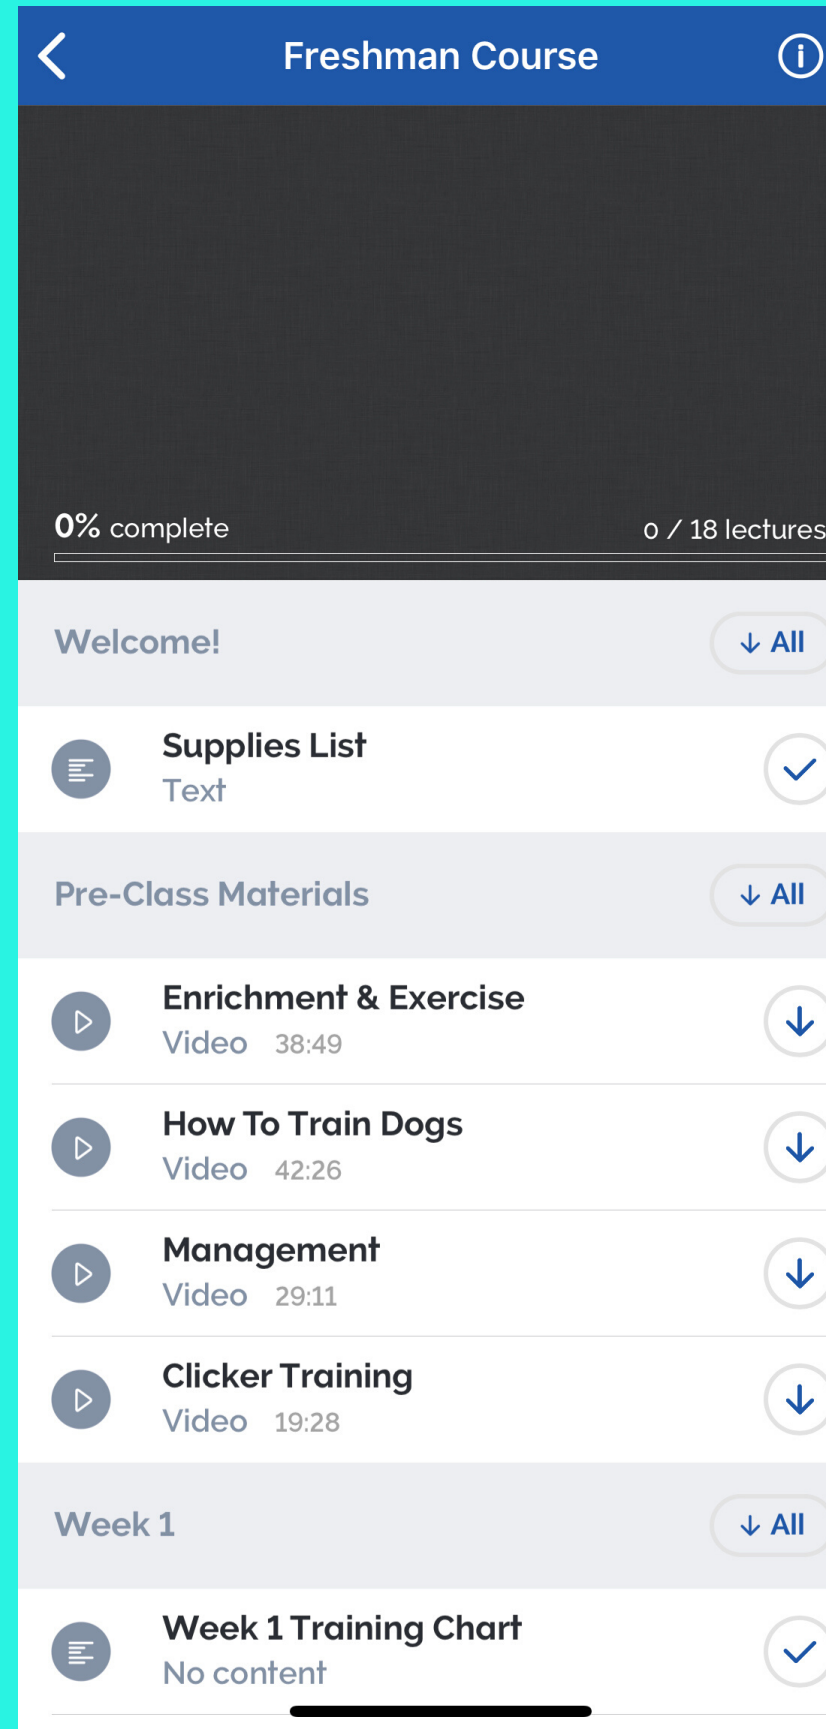 Freshman Course
0% complete
0 / 18 lectures
Welcome!
All
Supplies List
Text
Pre-Class Materials
All
Enrichment & Exercise
Video 38:49
How To Train Dogs
Video 42:26
Management
Video 29:11
Clicker Training
Video 19:28
Week 1
All
Week 1 Training Chart
No content